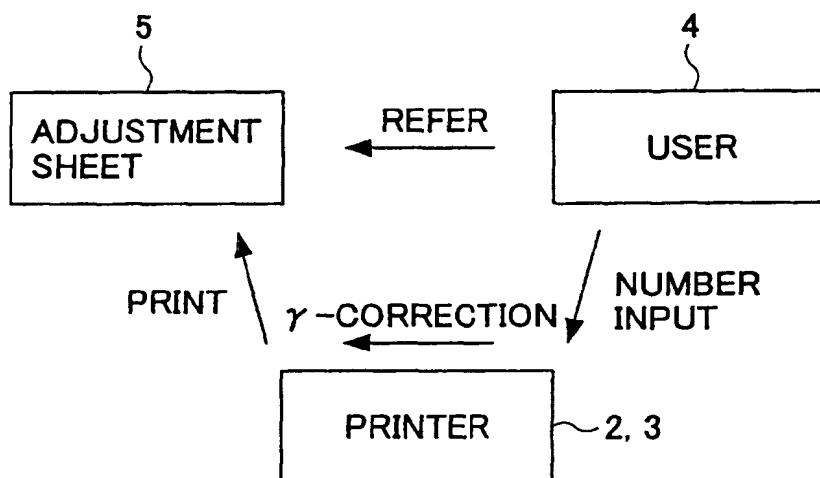 5
4
ADJUSTMENT
SHEET
REFER
USER
PRINT
γ-CORRECTION
NUMBER
INPUT
PRINTER
2, 3